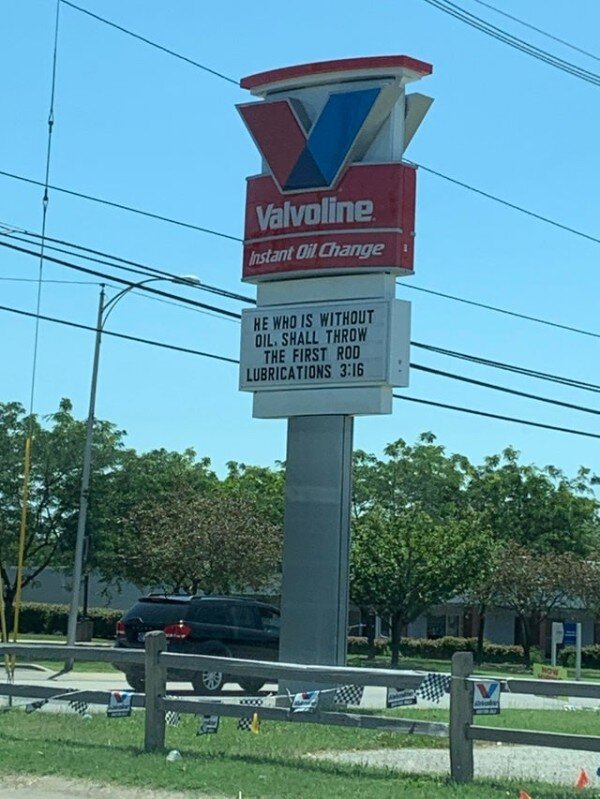 Valvoline
Instant Oil Change
HE WHO IS WITHOUT
OIL. SHALL THROW
THE FIRST ROD
LUBRICATIONS 3:16